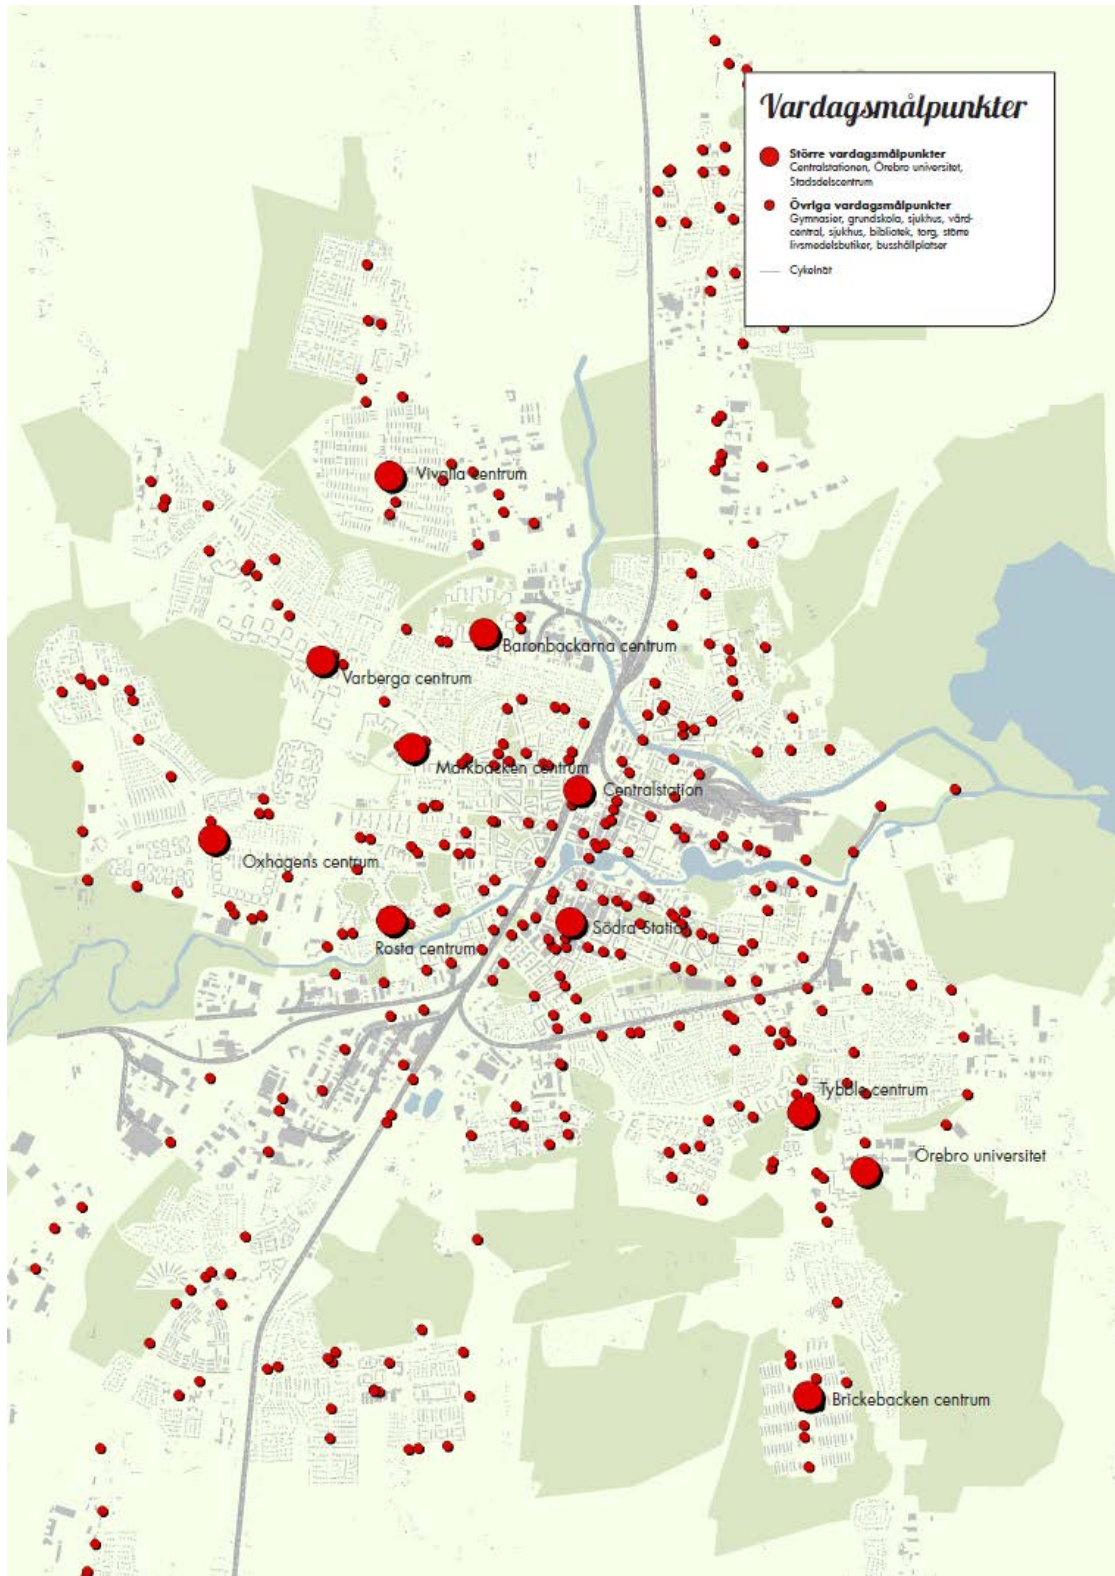 Vardagsmålpunkter
Större vardagsmålpunkter
Centralstationen, Örebro universitet,
Stadsdelscentrum
Övriga vardagsmålpunkter
Gymnasier, grundskola, sjukhus, vård-
central, sjukhus, bibliotek, torg, större
livsmedelsbutiker, busshållplatser
Cykelnät
Vivalla centrum
Baronbackarna centrum
Varberga centrum
Markbacken centrum
Centralstation
Oxhagens centrum
Södra Station
Rosta centrum
Tybble centrum
Örebro universitet
Brickebacken centrum